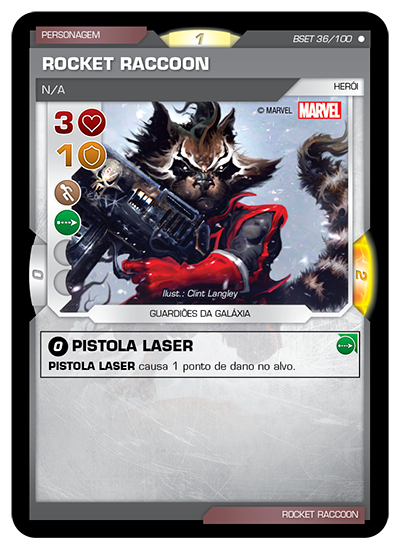 PERSONAGEM
1
BSET 36/100
ROCKET RACCOON
N/A
HERÓI
3
© MARVEL
MARVEL
1
0
2
Ilust.: Clint Langley
GUARDIÕES DA GALÁXIA
0 PISTOLA LASER
PISTOLA LASER causa 1 ponto de dano no alvo.
ROCKET RACCOON